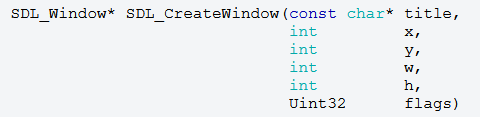 SDL_Window* SDL_CreateWindow(const char* title,
int x,
int y,
int w,
int h,
Uint32 flags)